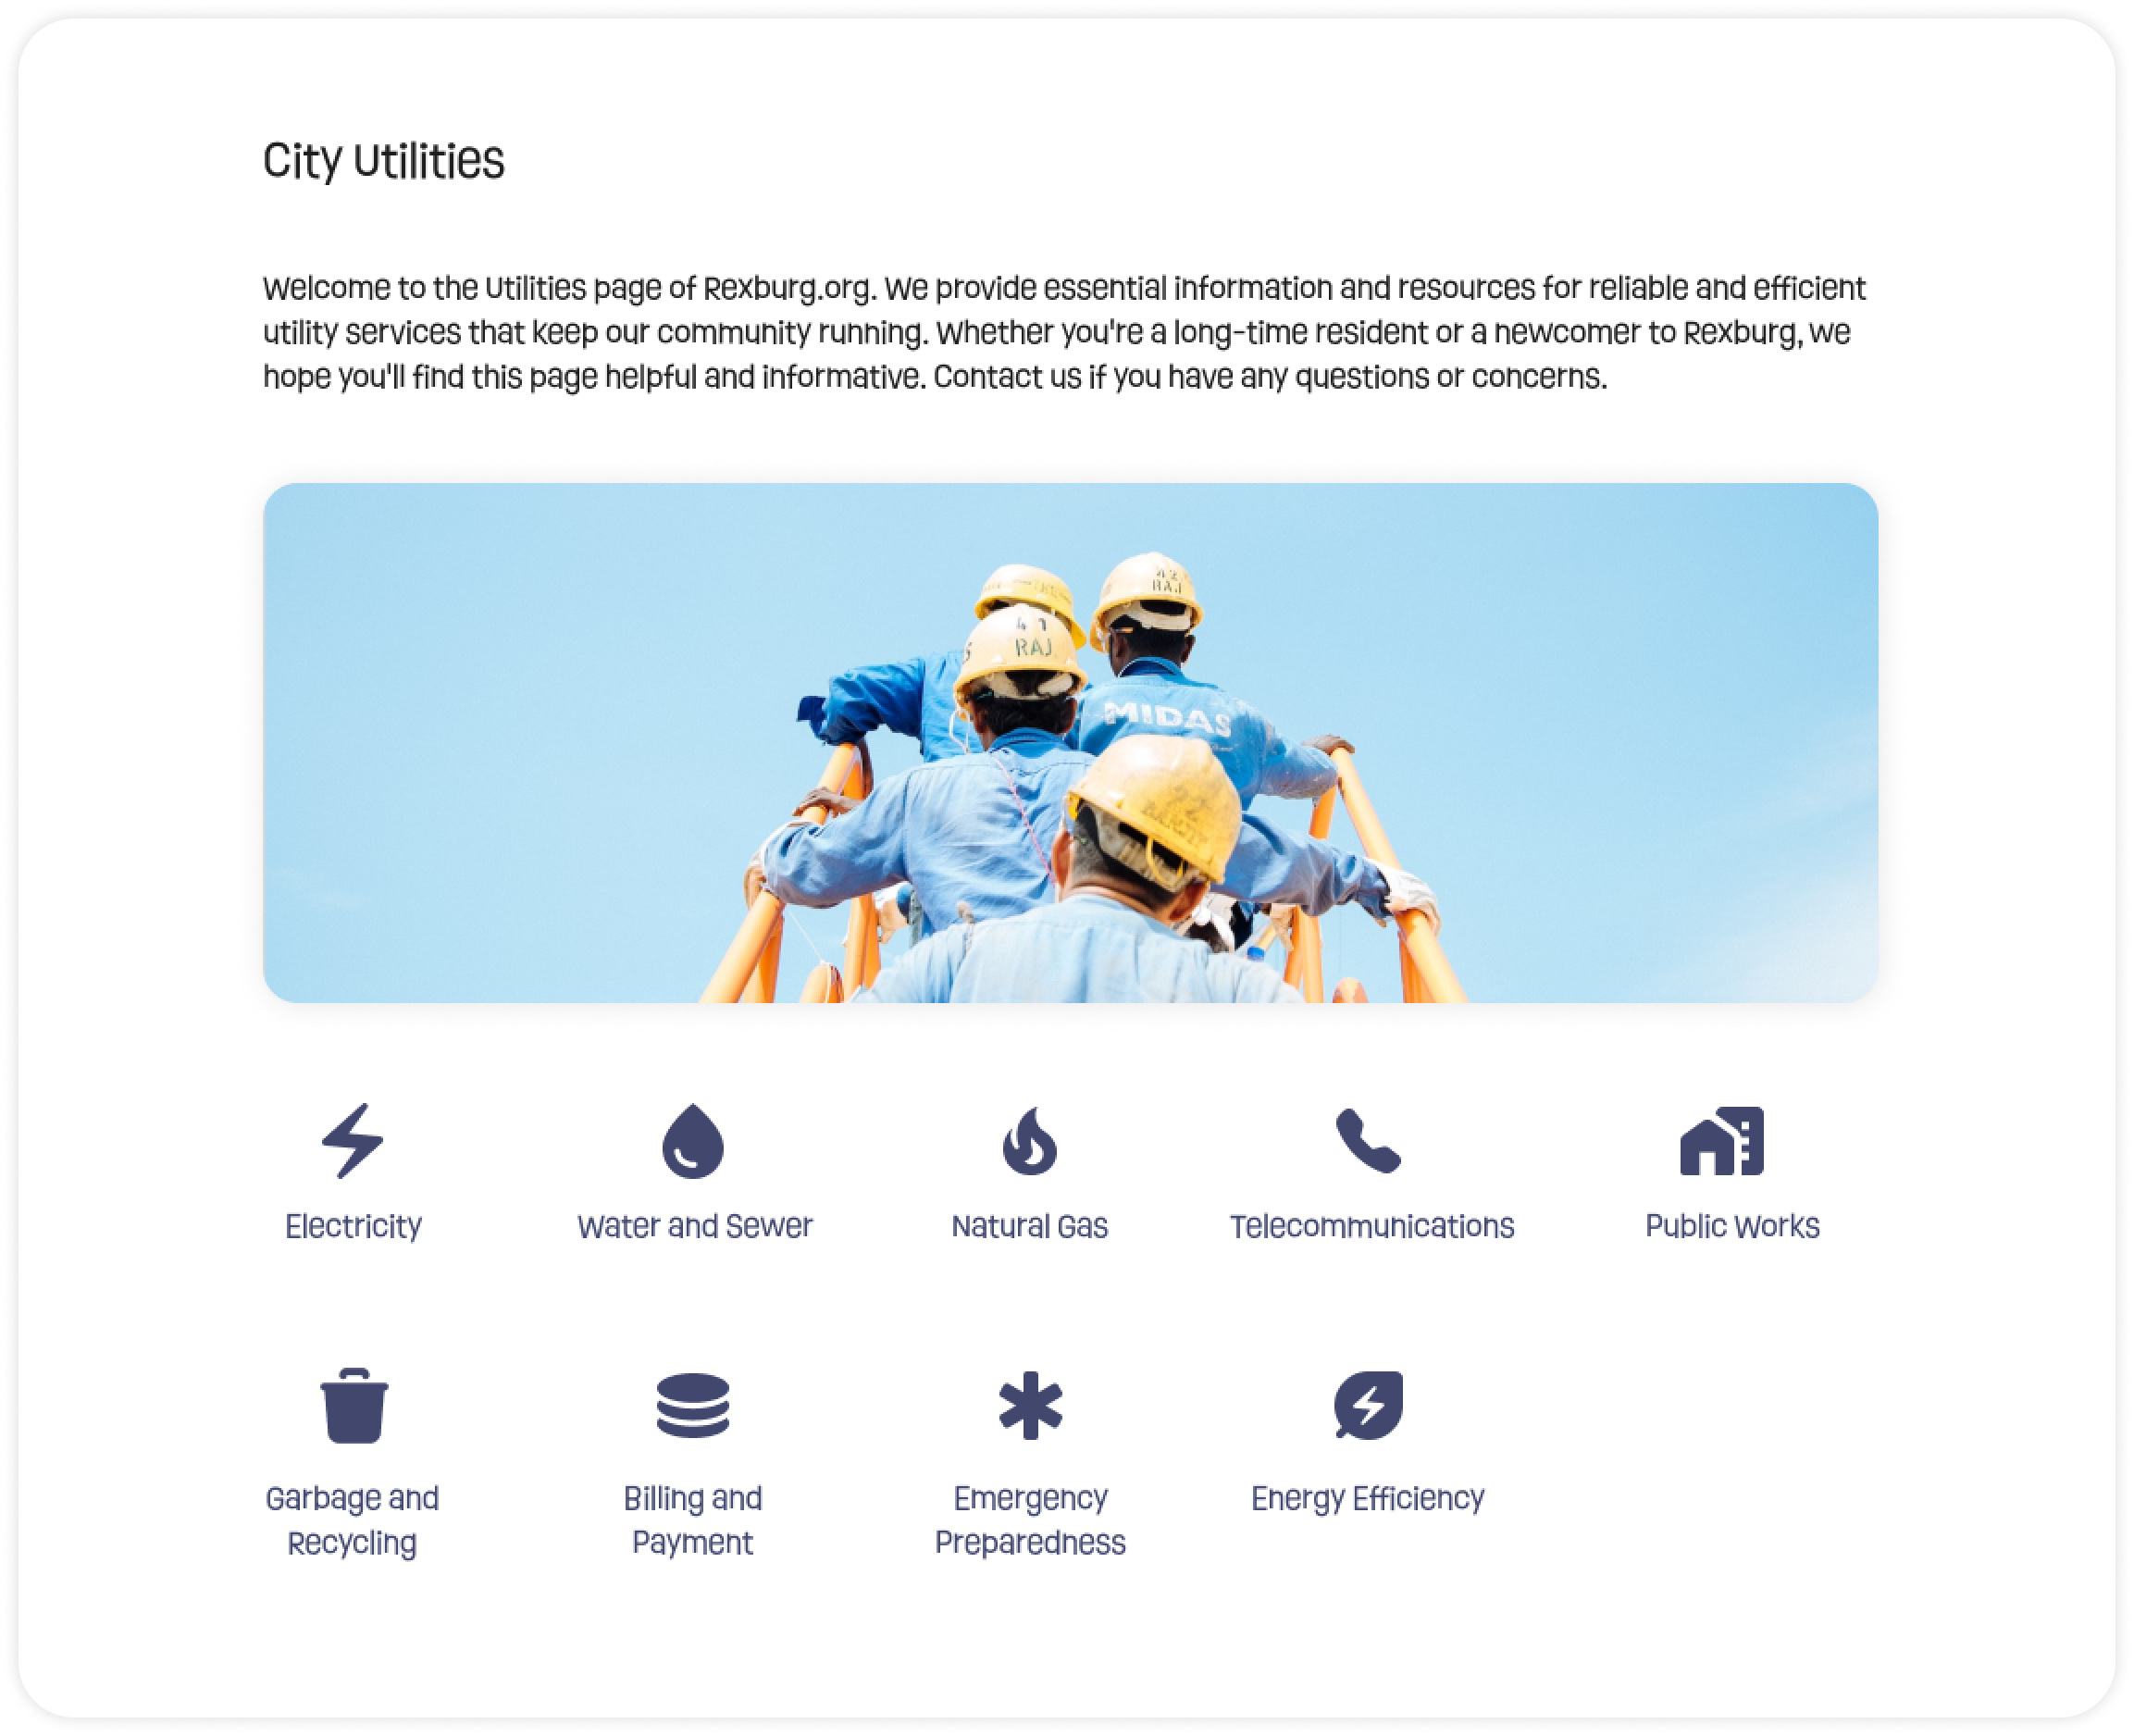 City Utilities
Welcome to the Utilities page of Rexburg.org. We provide essential information and resources for reliable and efficient
utility services that keep our community running. Whether you're a long-time resident or a newcomer to Rexburg, we
hope you'll find this page helpful and informative. Contact us if you have any questions or concerns.
42
RAJ
41
RAJ
MIDAS
22
Electricity
Water and Sewer
Natural Gas
Telecommunications
Public Works
Garbage and
Recycling
Billing and
Payment
Emergency
Preparedness
Energy Efficiency